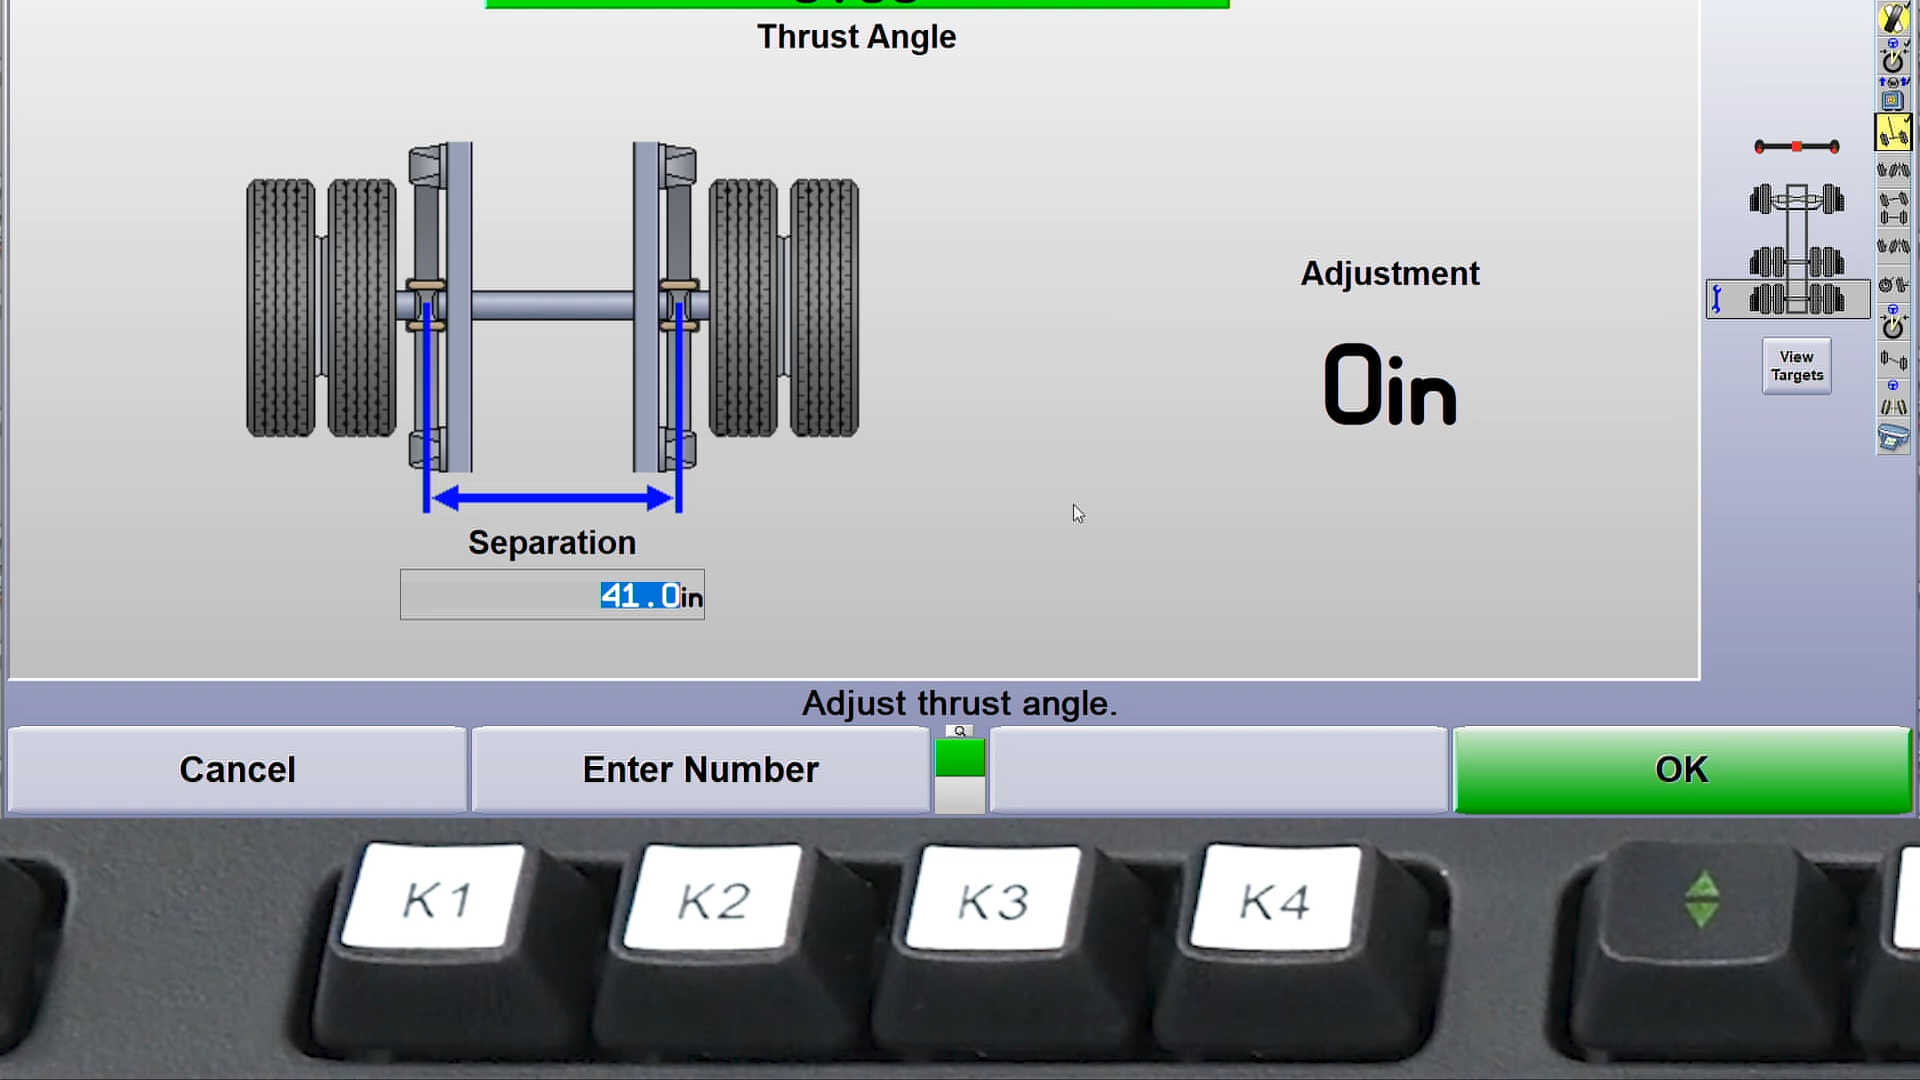 Thrust Angle
Adjustment
0in
View
Targets
Separation
41.0in
Adjust thrust angle.
Cancel
Enter Number
OK
K1
K2
K3
K4